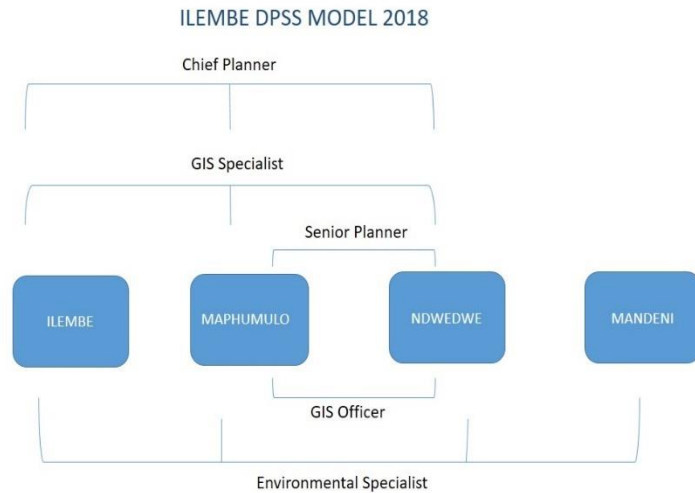 ILEMBE DPSS MODEL 2018
Chief Planner
GIS Specialist
Senior Planner
ILEMBE
MAPHUMULO
NDWEDWE
MANDENI
GIS Officer
Environmental Specialist